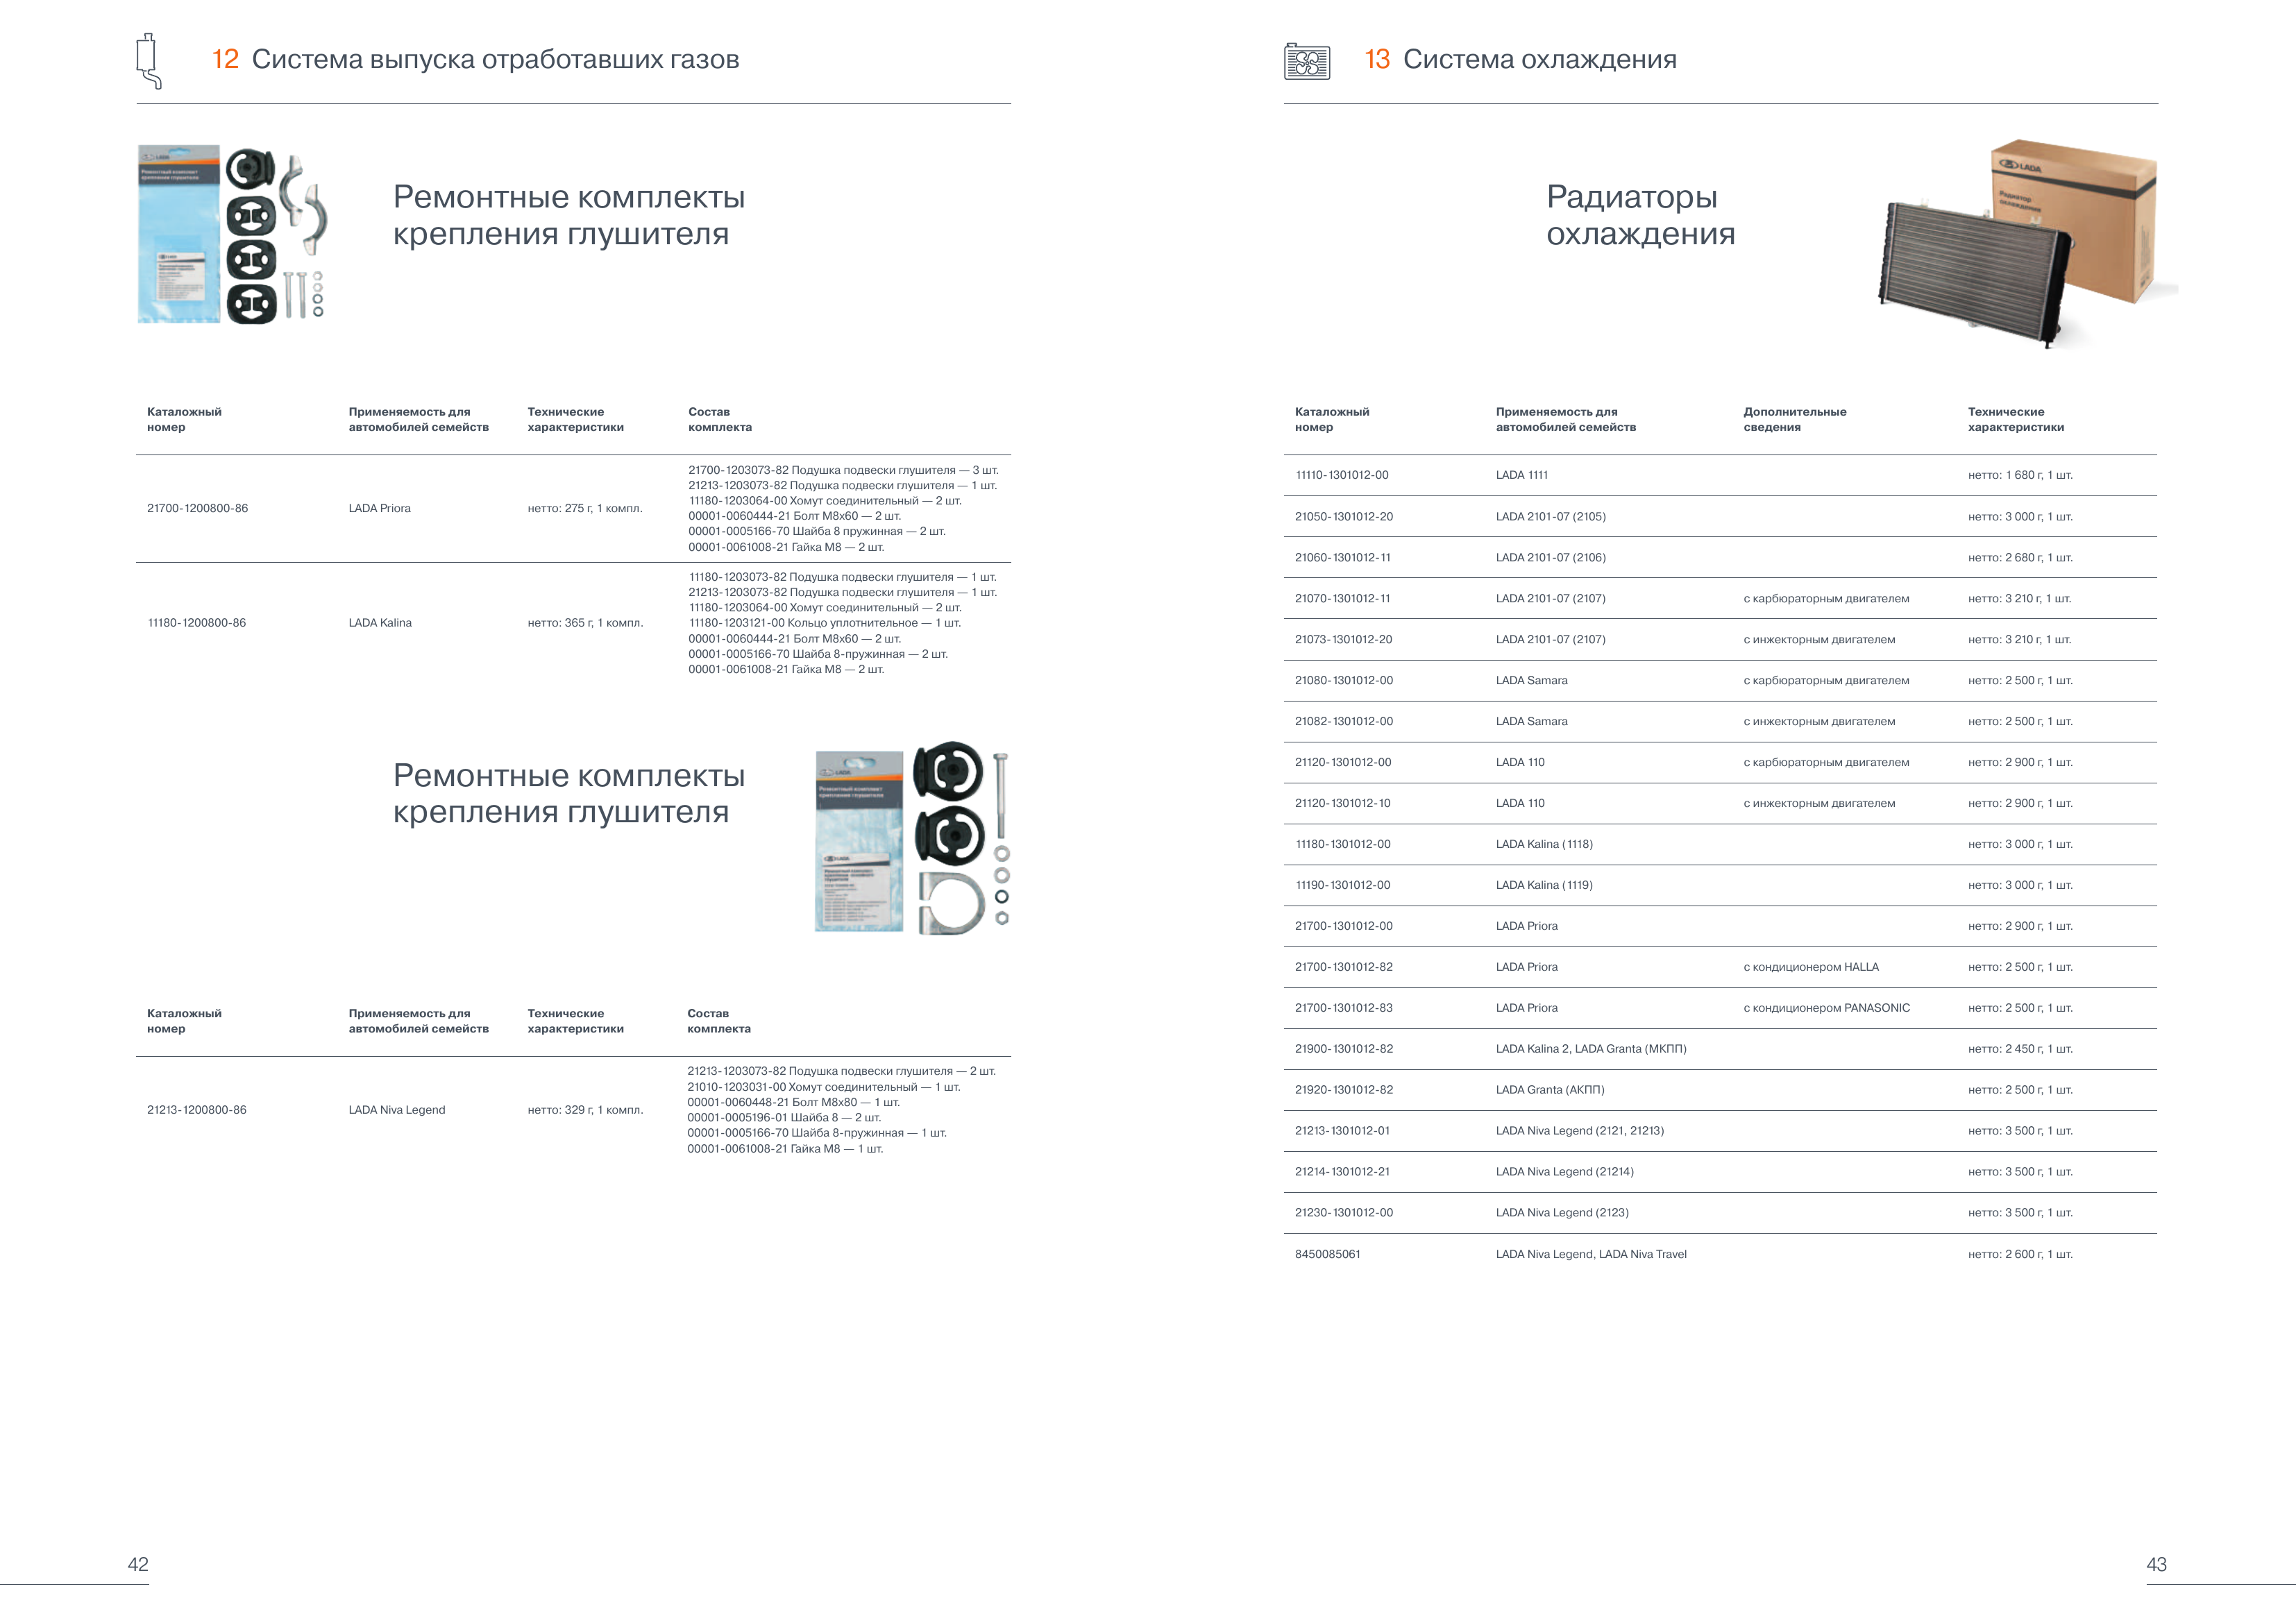 12 Система выпуска отработавших газов
LADA
Ремонтный комплект
крепления глушителя
Ремонтные комплекты
крепления глушителя
Каталожный
номер
Применяемость для
автомобилей семейств
Технические
характеристики
Состав
комплекта
21700-1200800-86
LADA Priora
нетто: 275 г, 1 компл.
21700-1203073-82 Подушка подвески глушителя — 3 шт.
21213-1203073-82 Подушка подвески глушителя — 1 шт.
11180-1203064-00 Хомут соединительный — 2 шт.
00001-0060444-21 Болт М8х60 — 2 шт.
00001-0005166-70 Шайба 8 пружинная — 2 шт.
00001-0061008-21 Гайка М8 — 2 шт.
11180-1200800-86
LADA Kalina
нетто: 365 г, 1 компл.
11180-1203073-82 Подушка подвески глушителя — 1 шт.
21213-1203073-82 Подушка подвески глушителя — 1 шт.
11180-1203064-00 Хомут соединительный — 2 шт.
11180-1203121-00 Кольцо уплотнительное — 1 шт.
00001-0060444-21 Болт М8х60 — 2 шт.
00001-0005166-70 Шайба 8-пружинная — 2 шт.
00001-0061008-21 Гайка М8 — 2 шт.
Ремонтные комплекты
крепления глушителя
LADA
Ремонтный комплект
крепления глушителя
Каталожный
номер
Применяемость для
автомобилей семейств
Технические
характеристики
Состав
комплекта
21213-1200800-86
LADA Niva Legend
нетто: 329 г, 1 компл.
21213-1203073-82 Подушка подвески глушителя — 2 шт.
21010-1203031-00 Хомут соединительный — 1 шт.
00001-0060448-21 Болт М8х80 — 1 шт.
00001-0005196-01 Шайба 8 — 2 шт.
00001-0005166-70 Шайба 8-пружинная — 1 шт.
00001-0061008-21 Гайка М8 — 1 шт.
42
13 Система охлаждения
Радиаторы
охлаждения
LADA
Радиатор
охлаждения
Каталожный
номер
Применяемость для
автомобилей семейств
Дополнительные
сведения
Технические
характеристики
11110-1301012-00 LADA 1111 нетто: 1 680 г, 1 шт.
21050-1301012-20 LADA 2101-07 (2105) нетто: 3 000 г, 1 шт.
21060-1301012-11 LADA 2101-07 (2106) нетто: 2 680 г, 1 шт.
21070-1301012-11 LADA 2101-07 (2107) с карбюраторным двигателем нетто: 3 210 г, 1 шт.
21073-1301012-20 LADA 2101-07 (2107) с инжекторным двигателем нетто: 3 210 г, 1 шт.
21080-1301012-00 LADA Samara с карбюраторным двигателем нетто: 2 500 г, 1 шт.
21082-1301012-00 LADA Samara с инжекторным двигателем нетто: 2 500 г, 1 шт.
21120-1301012-00 LADA 110 с карбюраторным двигателем нетто: 2 900 г, 1 шт.
21120-1301012-10 LADA 110 с инжекторным двигателем нетто: 2 900 г, 1 шт.
11180-1301012-00 LADA Kalina (1118) нетто: 3 000 г, 1 шт.
11190-1301012-00 LADA Kalina (1119) нетто: 3 000 г, 1 шт.
21700-1301012-00 LADA Priora нетто: 2 900 г, 1 шт.
21700-1301012-82 LADA Priora с кондиционером HALLA нетто: 2 500 г, 1 шт.
21700-1301012-83 LADA Priora с кондиционером PANASONIC нетто: 2 500 г, 1 шт.
21900-1301012-82 LADA Kalina 2, LADA Granta (МКПП) нетто: 2 450 г, 1 шт.
21920-1301012-82 LADA Granta (АКПП) нетто: 2 500 г, 1 шт.
21213-1301012-01 LADA Niva Legend (2121, 21213) нетто: 3 500 г, 1 шт.
21214-1301012-21 LADA Niva Legend (21214) нетто: 3 500 г, 1 шт.
21230-1301012-00 LADA Niva Legend (2123) нетто: 3 500 г, 1 шт.
8450085061 LADA Niva Legend, LADA Niva Travel нетто: 2 600 г, 1 шт.
43